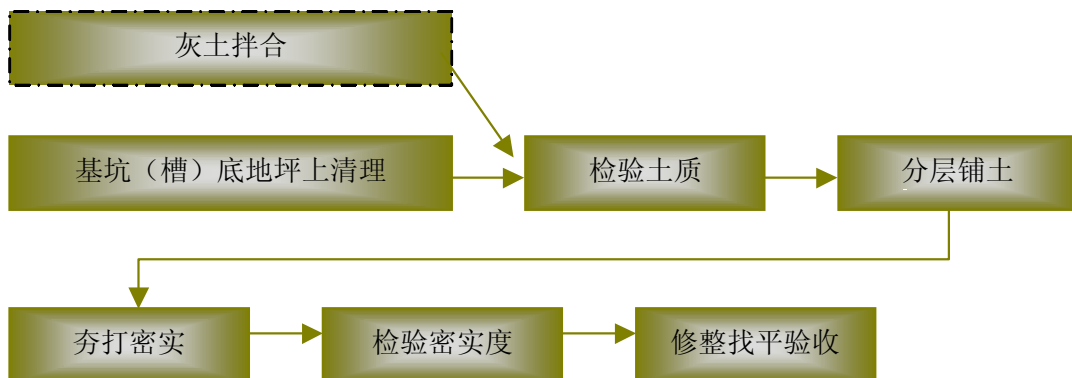 灰土拌合
基坑（槽）底地坪上清理
检验土质
分层铺土
夯打密实
检验密实度
修整找平验收